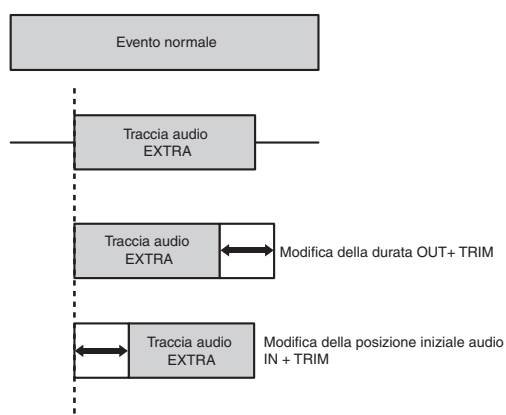 Evento normale
Traccia audio
EXTRA
Traccia audio
EXTRA
Modifica della durata OUT+ TRIM
Traccia audio
EXTRA
Modifica della posizione iniziale audio
IN + TRIM